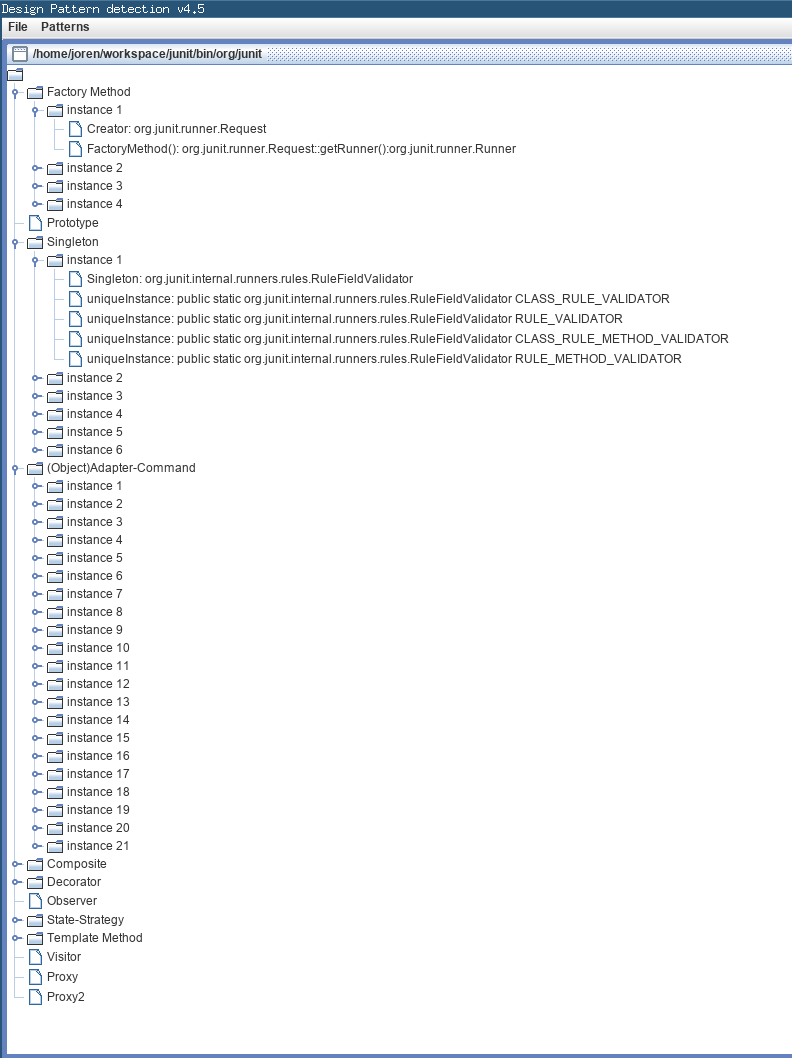 Design Pattern detection v4.5
File Patterns
/home/joren/workspace/junit/bin/org/junit
Factory Method
instance 1
Creator: org.junit.runner.Request
FactoryMethod(): org.junit.runner.Request::getRunner():org.junit.runner.Runner
instance 2
instance 3
instance 4
Prototype
Singleton
instance 1
Singleton: org.junit.internal.runners.rules.RuleFieldValidator
uniqueInstance: public static org.junit.internal.runners.rules.RuleFieldValidator CLASS_RULE_VALIDATOR
uniqueInstance: public static org.junit.internal.runners.rules.RuleFieldValidator RULE_VALIDATOR
uniqueInstance: public static org.junit.internal.runners.rules.RuleFieldValidator CLASS_RULE_METHOD_VALIDATOR
uniqueInstance: public static org.junit.internal.runners.rules.RuleFieldValidator RULE_METHOD_VALIDATOR
instance 2
instance 3
instance 4
instance 5
instance 6
(Object)Adapter-Command
instance 1
instance 2
instance 3
instance 4
instance 5
instance 6
instance 7
instance 8
instance 9
instance 10
instance 11
instance 12
instance 13
instance 14
instance 15
instance 16
instance 17
instance 18
instance 19
instance 20
instance 21
Composite
Decorator
Observer
State-Strategy
Template Method
Visitor
Proxy
Proxy2